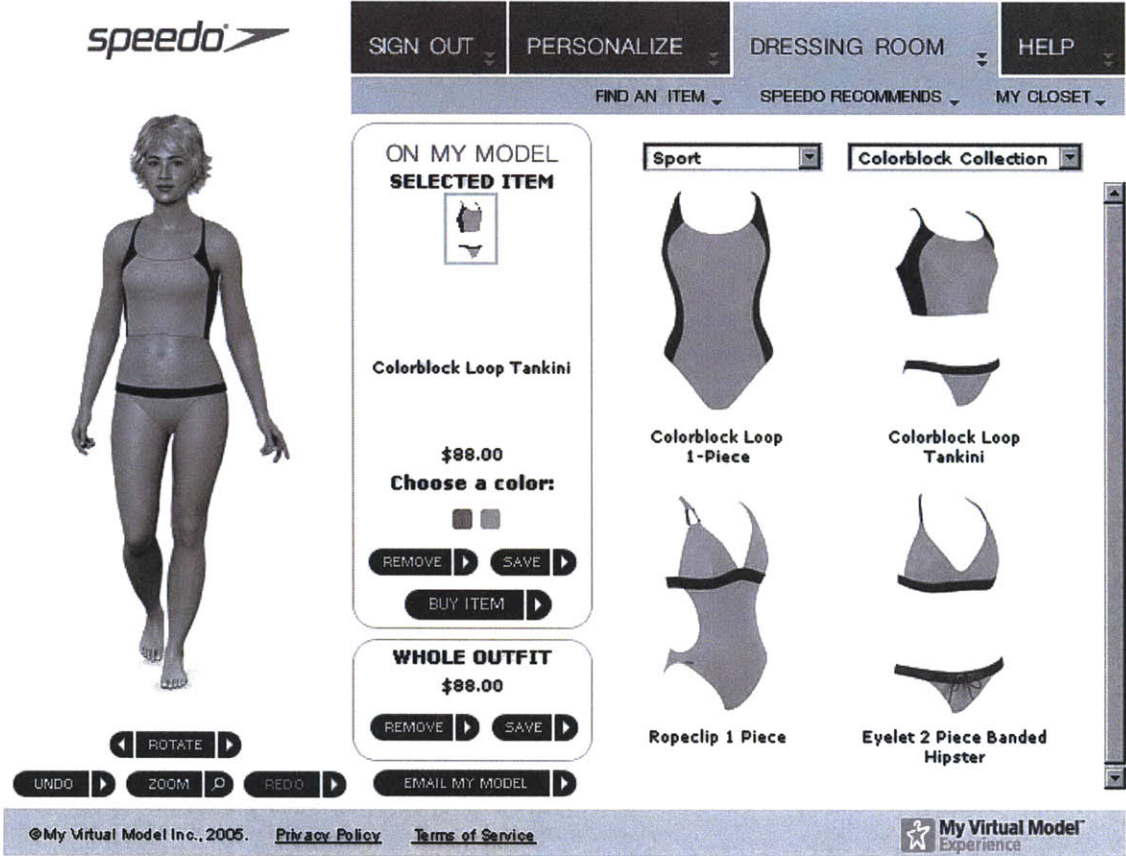 speedo
SIGN OUT
PERSONALIZE
DRESSING ROOM
HELP
FIND AN ITEM
SPEEDO RECOMMENDS
MY CLOSET
ON MY MODEL
SELECTED ITEM
Colorblock Loop Tankini
$88.00
Choose a color:
REMOVE
SAVE
BUY ITEM
WHOLE OUTFIT
$88.00
REMOVE
SAVE
EMAIL MY MODEL
Sport
Colorblock Collection
Colorblock Loop
1-Piece
Colorblock Loop
Tankini
Ropeclip 1 Piece
Eyelet 2 Piece Banded
Hipster
ROTATE
UNDO
ZOOM
REDO
©My Virtual Model Inc., 2005.
Privacy Policy
Terms of Service
My Virtual Model™
Experience